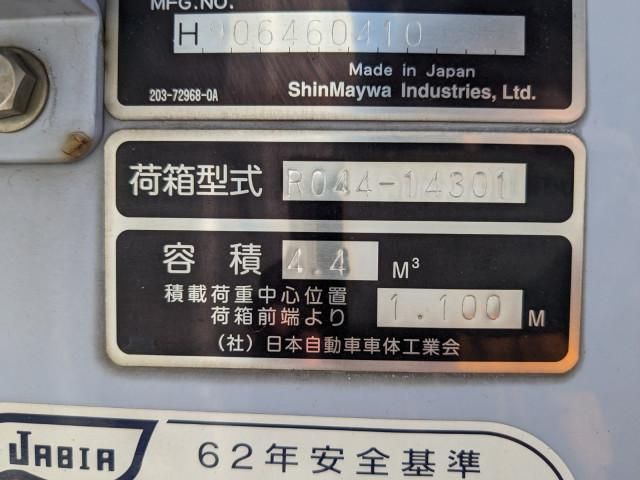 MFG.NO.
H906460410
Made in Japan
203-72968-0A
ShinMaywa Industries, Ltd.
荷箱型式 R044-14301
容積 4.4 M³
積載荷重中心位置
荷箱前端より 1.100 M
(社)日本自動車車体工業会
JABIA
62年安全基準